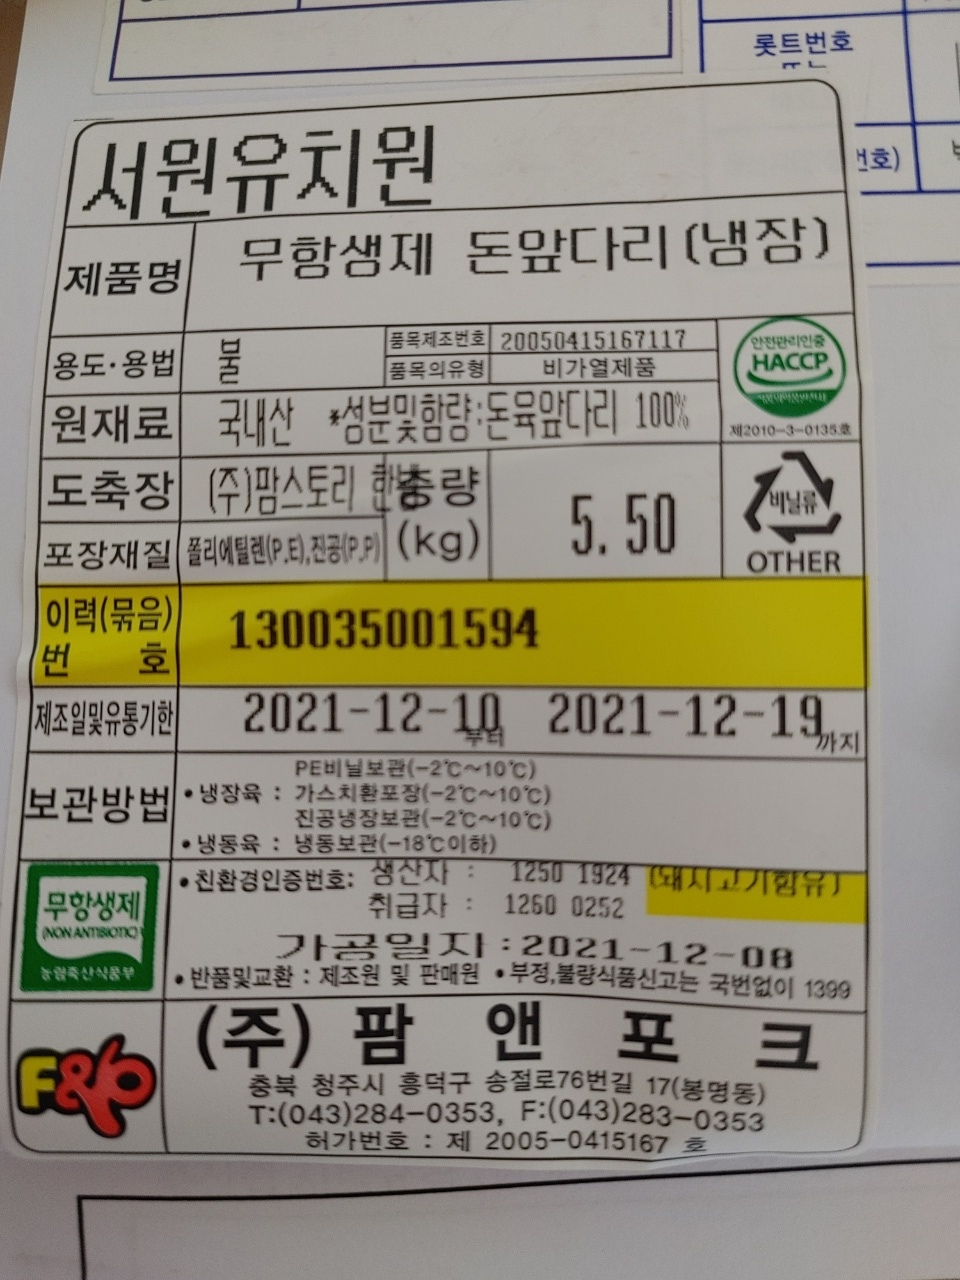 롯트번호
번호)
서원유치원
제품명 무항생제 돈앞다리(냉장)
용도·용법 불 품목제조번호 20050415167117
품목의유형 비가열제품
안전관리인증
HACCP
제2010-3-0135호
원재료 국내산 *성분및함량:돈육앞다리 100%
도축장 (주)팜스토리 한냉 중량(kg) 5.50
포장재질 폴리에틸렌(P.E),진공(P.P)
비닐류
OTHER
이력(묶음)번호 130035001594
제조일및유통기한 2021-12-10부터 2021-12-19까지
보관방법
•냉장육 : PE비닐보관(-2℃~10℃)
가스치환포장(-2℃~10℃)
진공냉장보관(-2℃~10℃)
•냉동육 : 냉동보관(-18℃이하)
무항생제
(NON ANTIBIOTIC)
농림축산식품부
•친환경인증번호: 생산자 : 1250 1924 (돼지고기함유)
취급자 : 1260 0252
가공일자:2021-12-08
•반품및교환 : 제조원 및 판매원 •부정,불량식품신고는 국번없이 1399
F&P
(주) 팜 앤 포 크
충북 청주시 흥덕구 송절로76번길 17(봉명동)
T:(043)284-0353, F:(043)283-0353
허가번호 : 제 2005-0415167 호